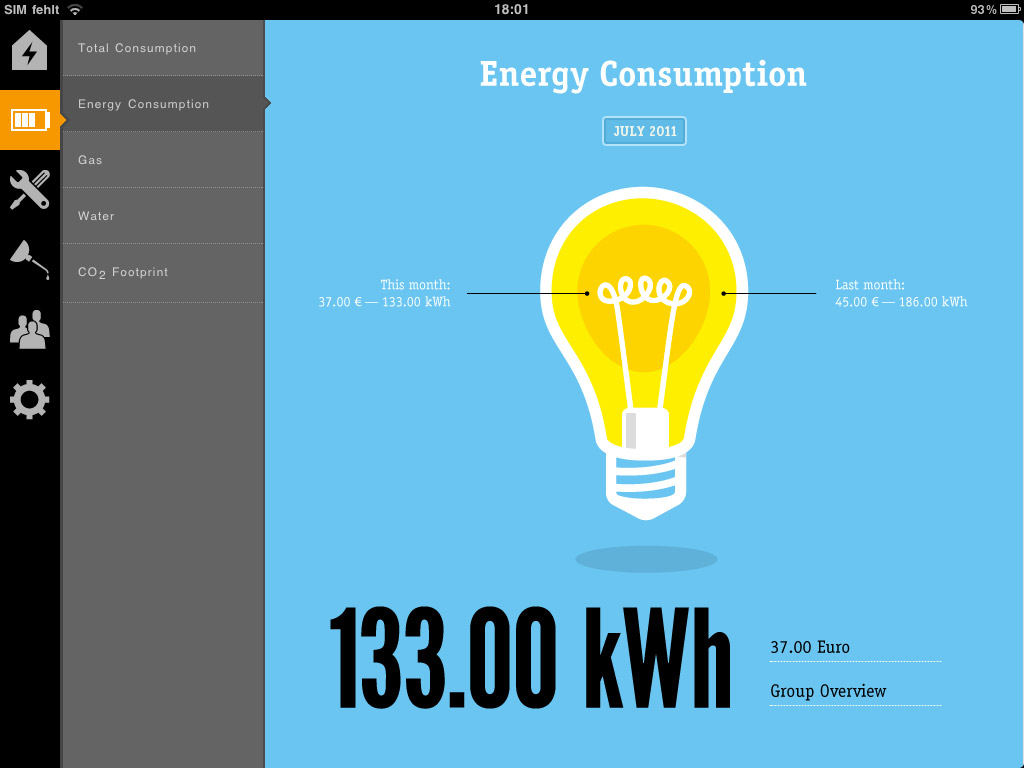 SIM fehlt 18:01 93%
Total Consumption
Energy Consumption
Gas
Water
CO2 Footprint
Energy Consumption
JULY 2011
This month:
37.00 € — 133.00 kWh
Last month:
45.00 € — 186.00 kWh
133.00 kWh
37.00 Euro
Group Overview